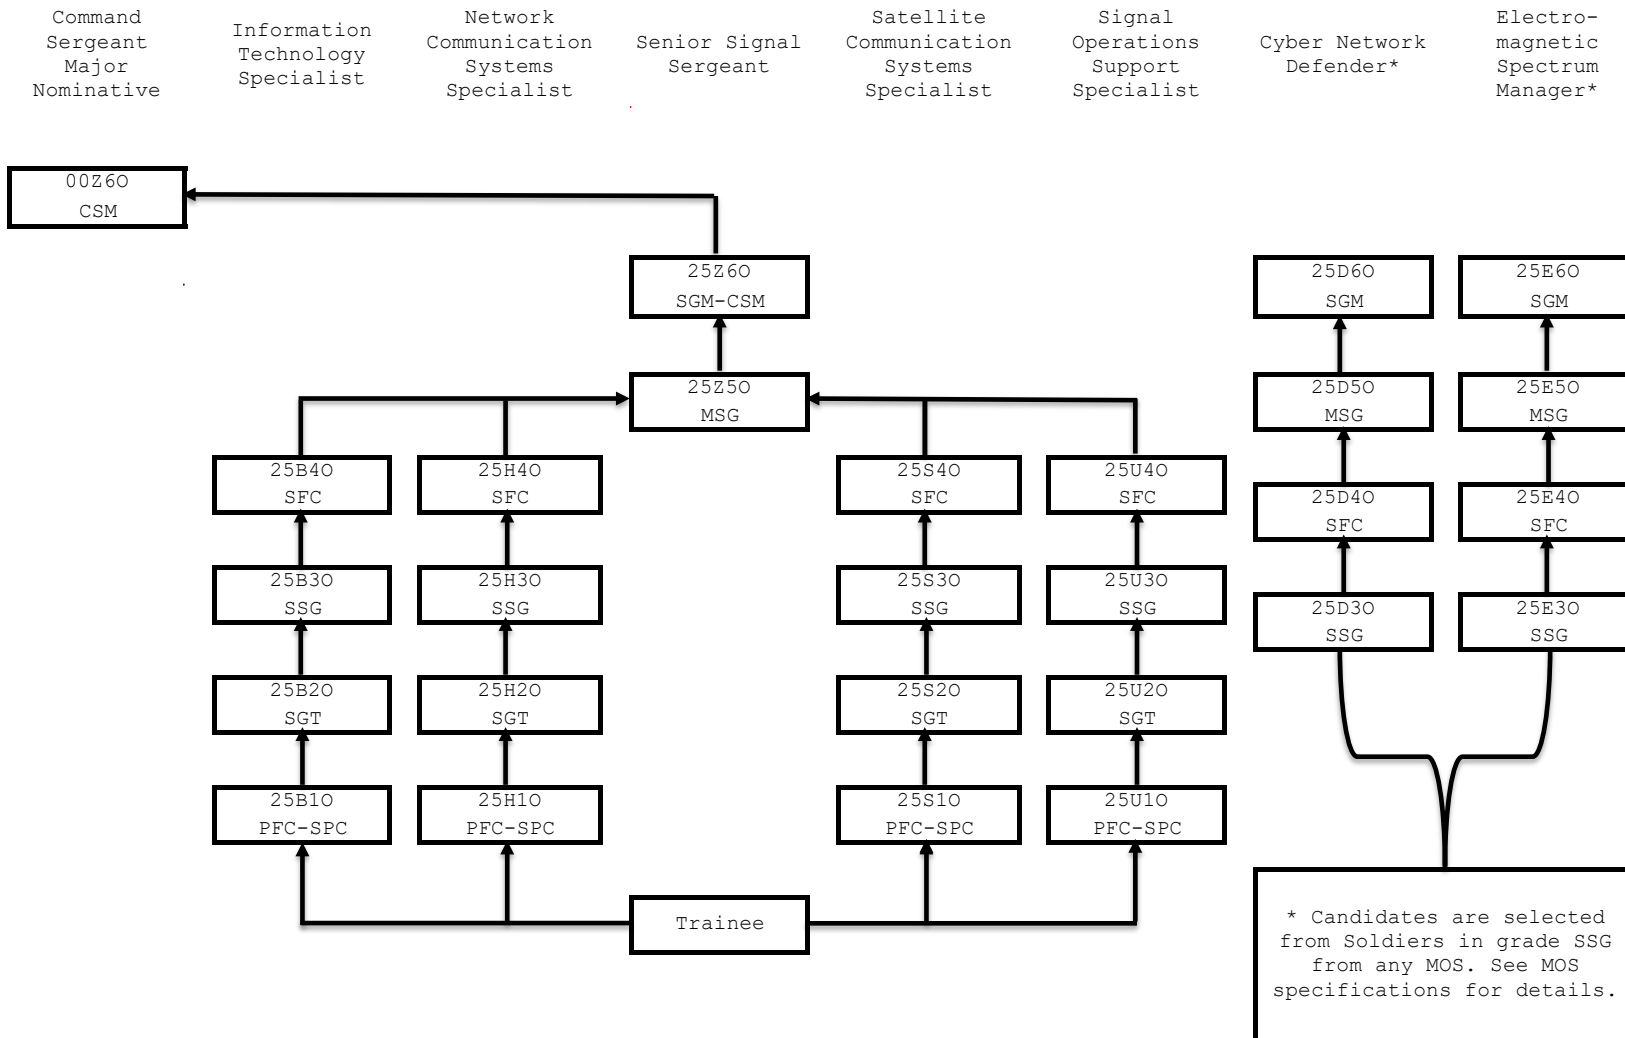 Command
Sergeant
Major
Nominative
Information
Technology
Specialist
Network
Communication
Systems
Specialist
Senior Signal
Sergeant
Satellite
Communication
Systems
Specialist
Signal
Operations
Support
Specialist
Cyber Network
Defender*
Electro-
magnetic
Spectrum
Manager*
00Z6O
CSM
25Z6O
SGM-CSM
25D6O
SGM
25E6O
SGM
25Z5O
MSG
25D5O
MSG
25E5O
MSG
25B4O
SFC
25H4O
SFC
25S4O
SFC
25U4O
SFC
25D4O
SFC
25E4O
SFC
25B3O
SSG
25H3O
SSG
25S3O
SSG
25U3O
SSG
25D3O
SSG
25E3O
SSG
25B2O
SGT
25H2O
SGT
25S2O
SGT
25U2O
SGT
25B1O
PFC-SPC
25H1O
PFC-SPC
25S1O
PFC-SPC
25U1O
PFC-SPC
Trainee
* Candidates are selected
from Soldiers in grade SSG
from any MOS. See MOS
specifications for details.